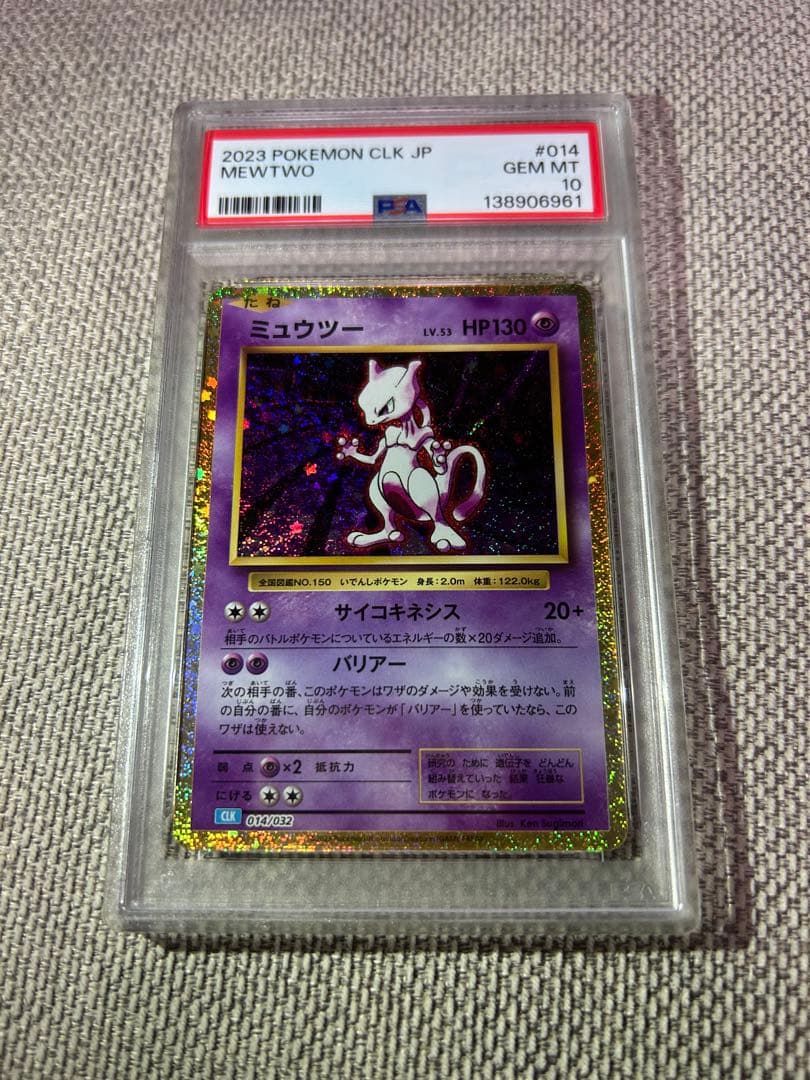 2023 POKEMON CLK JP #014
MEWTWO GEM MT
10
PSA 138906961
たね
ミュウツー LV.53 HP130
全国図鑑NO.150 いでんしポケモン 身長:2.0m 体重:122.0kg
サイコキネシス 20+
相手のバトルポケモンについているエネルギーの数×20ダメージ追加。
バリアー
次の相手の番、このポケモンはワザのダメージや効果を受けない。前
の自分の番に、自分のポケモンが「バリアー」を使っていたなら、この
ワザは使えない。
弱点 ×2 抵抗力
にげる
研究の ために 遺伝子を どんどん
組み替えていった 結果 狂暴な
ポケモンに なった。
CLK 014/032
Illus. Ken Sugimori